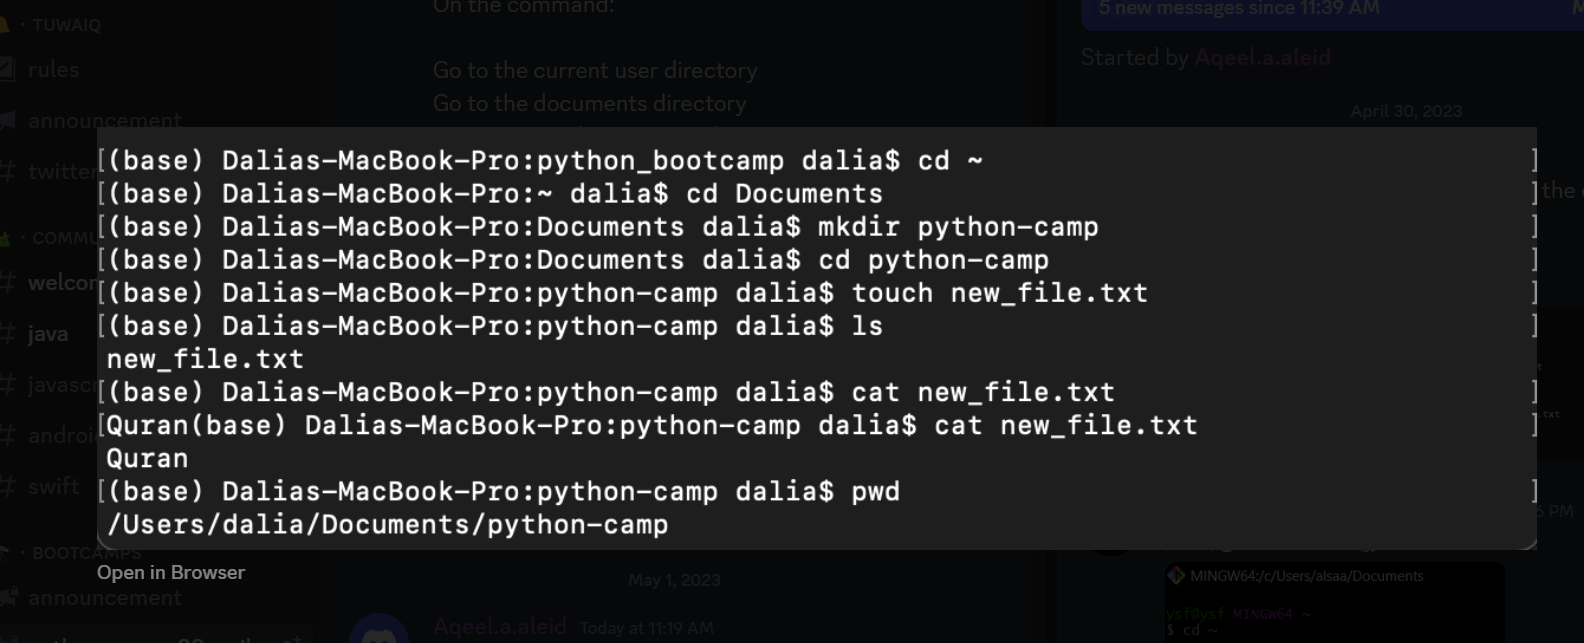 TUWAIQ
rules
announcement
twitter
COMMU
welcom
java
javascr
androi
swift
BOOTCAMPS
announcement
On the command:
Go to the current user directory
Go to the documents directory
5 new messages since 11:39 AM
Started by Aqeel.a.aleid
April 30, 2023
the
[(base) Dalias-MacBook-Pro:python_bootcamp dalia$ cd ~ ]
[(base) Dalias-MacBook-Pro:~ dalia$ cd Documents ]
[(base) Dalias-MacBook-Pro:Documents dalia$ mkdir python-camp ]
[(base) Dalias-MacBook-Pro:Documents dalia$ cd python-camp ]
[(base) Dalias-MacBook-Pro:python-camp dalia$ touch new_file.txt ]
[(base) Dalias-MacBook-Pro:python-camp dalia$ ls ]
new_file.txt
[(base) Dalias-MacBook-Pro:python-camp dalia$ cat new_file.txt ]
[Quran(base) Dalias-MacBook-Pro:python-camp dalia$ cat new_file.txt ]
Quran
[(base) Dalias-MacBook-Pro:python-camp dalia$ pwd ]
/Users/dalia/Documents/python-camp
Open in Browser
May 1, 2023
Aqeel.a.aleid Today at 11:19 AM
PM
MINGW64:/c/Users/alsaa/Documents
ysf@ysf MINGW64 ~
$ cd ~